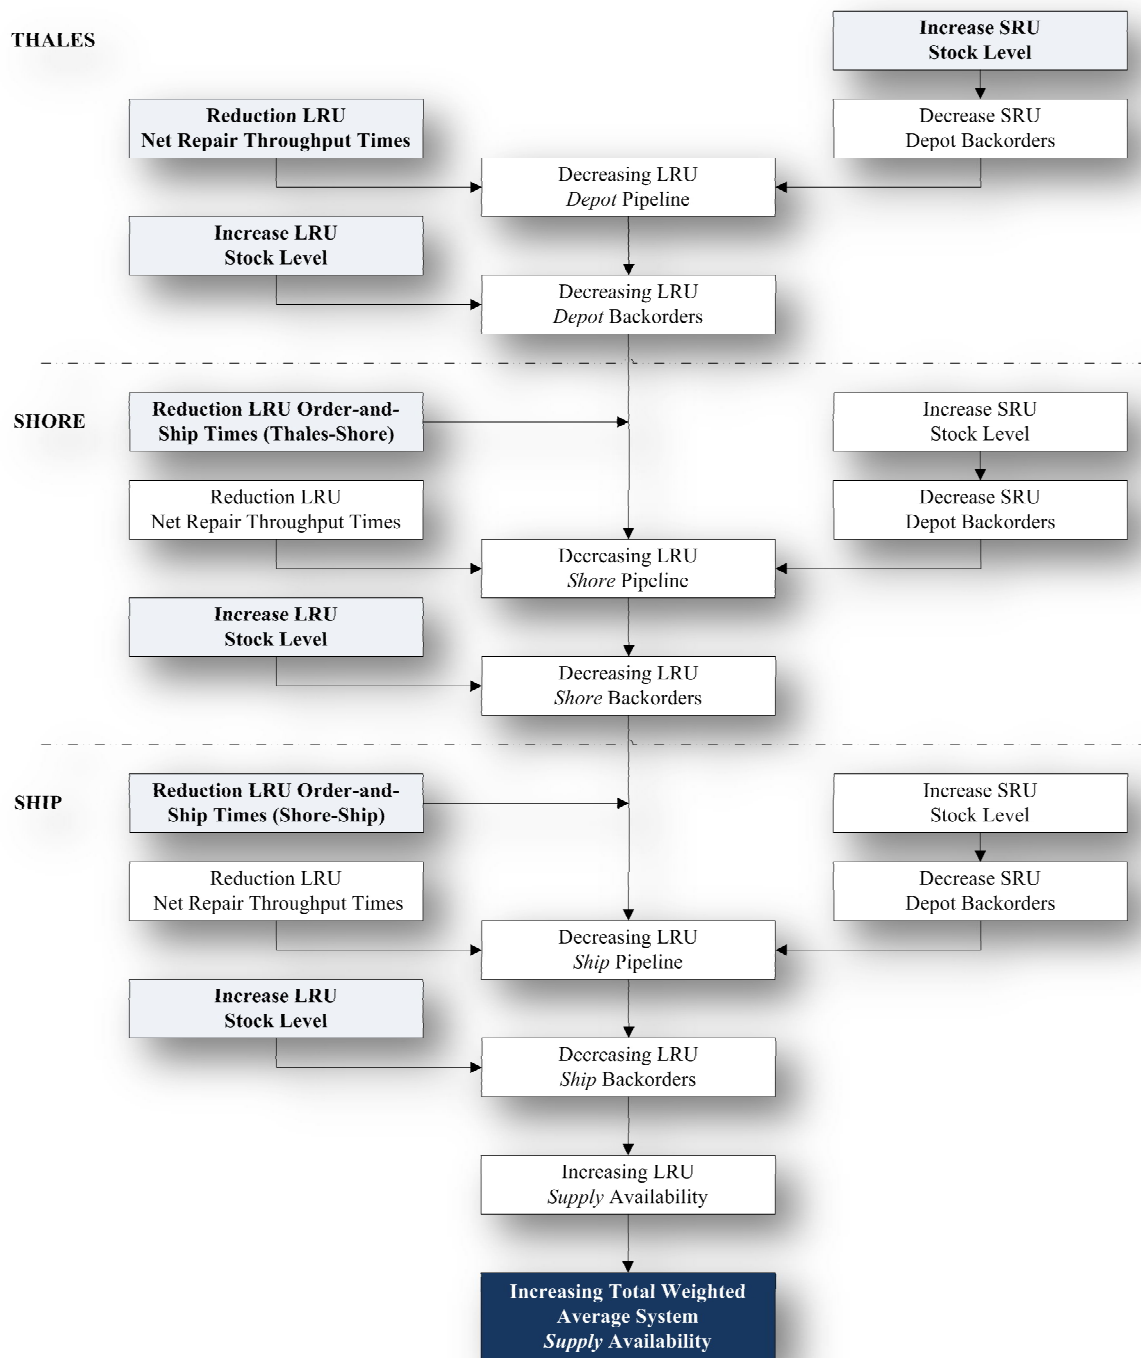 THALES
Increase SRU
Stock Level
Reduction LRU
Net Repair Throughput Times
Decrease SRU
Depot Backorders
Decreasing LRU
Depot Pipeline
Increase LRU
Stock Level
Decreasing LRU
Depot Backorders
SHORE
Reduction LRU Order-and-
Ship Times (Thales-Shore)
Increase SRU
Stock Level
Reduction LRU
Net Repair Throughput Times
Decrease SRU
Depot Backorders
Decreasing LRU
Shore Pipeline
Increase LRU
Stock Level
Decreasing LRU
Shore Backorders
SHIP
Reduction LRU Order-and-
Ship Times (Shore-Ship)
Increase SRU
Stock Level
Reduction LRU
Net Repair Throughput Times
Decrease SRU
Depot Backorders
Decreasing LRU
Ship Pipeline
Increase LRU
Stock Level
Decreasing LRU
Ship Backorders
Increasing LRU
Supply Availability
Increasing Total Weighted
Average System
Supply Availability